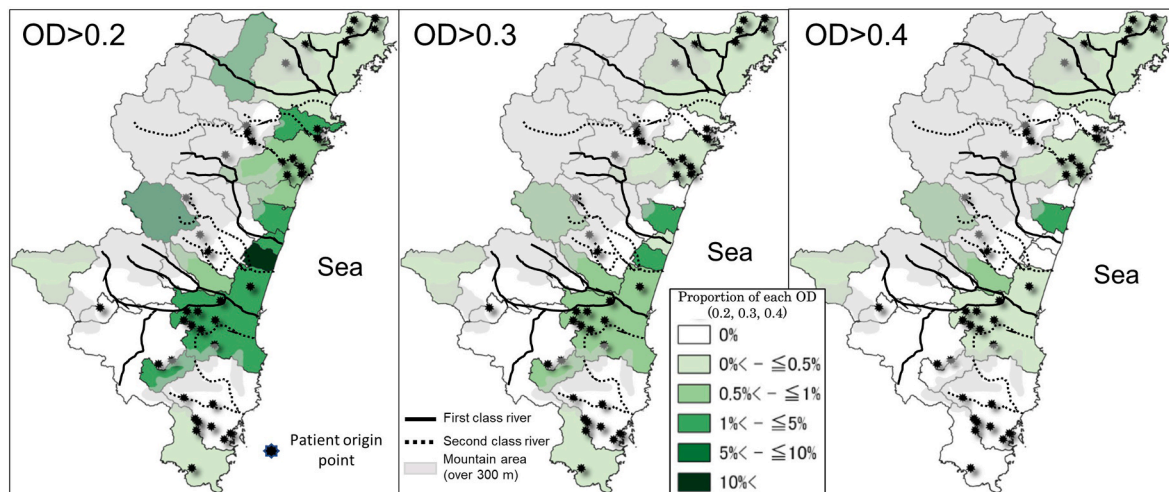 OD>0.2
OD>0.3
OD>0.4
Sea
Sea
Sea
Patient origin
point
First class river
Second class river
Mountain area
(over 300 m)
Proportion of each OD
(0.2, 0.3, 0.4)
0%
0%< - ≦0.5%
0.5%< - ≦1%
1%< - ≦5%
5%< - ≦10%
10%<